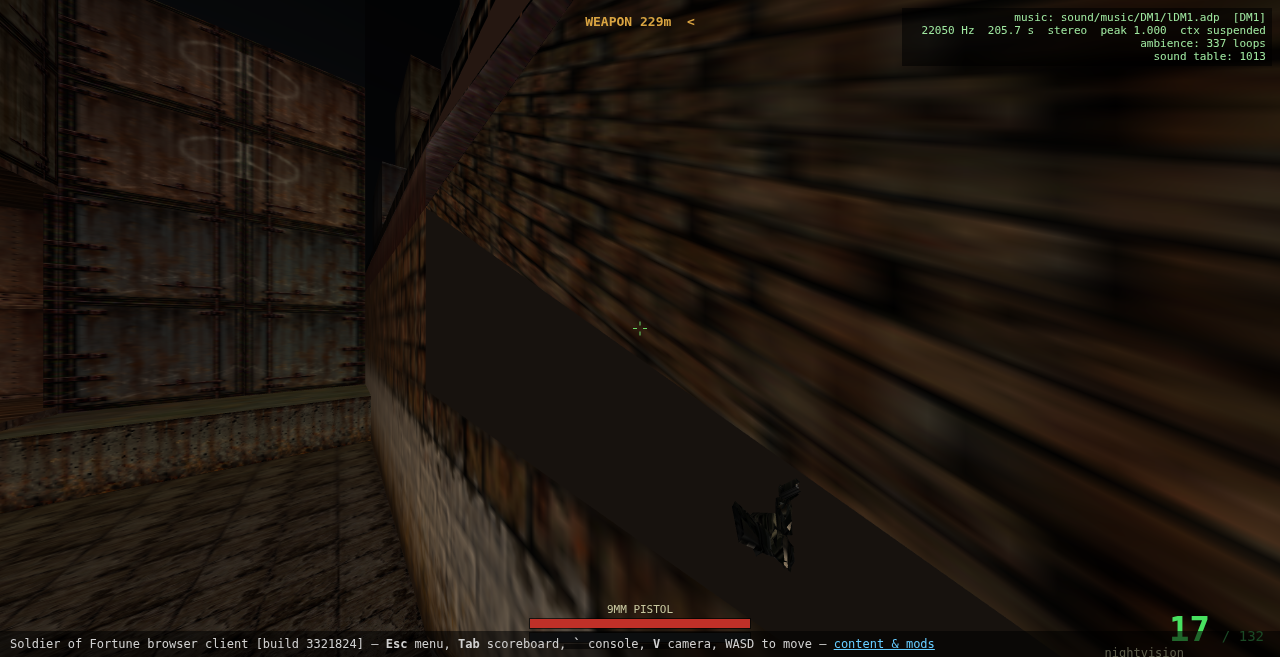 WEAPON 229m <
music: sound/music/DM1/lDM1.adp [DM1]
22050 Hz 205.7 s stereo peak 1.000 ctx suspended
ambience: 337 loops
sound table: 1013
9MM PISTOL
17 / 132
Soldier of Fortune browser client [build 3321824] — Esc menu, Tab scoreboard, ` console, V camera, WASD to move — content & mods
nightvision